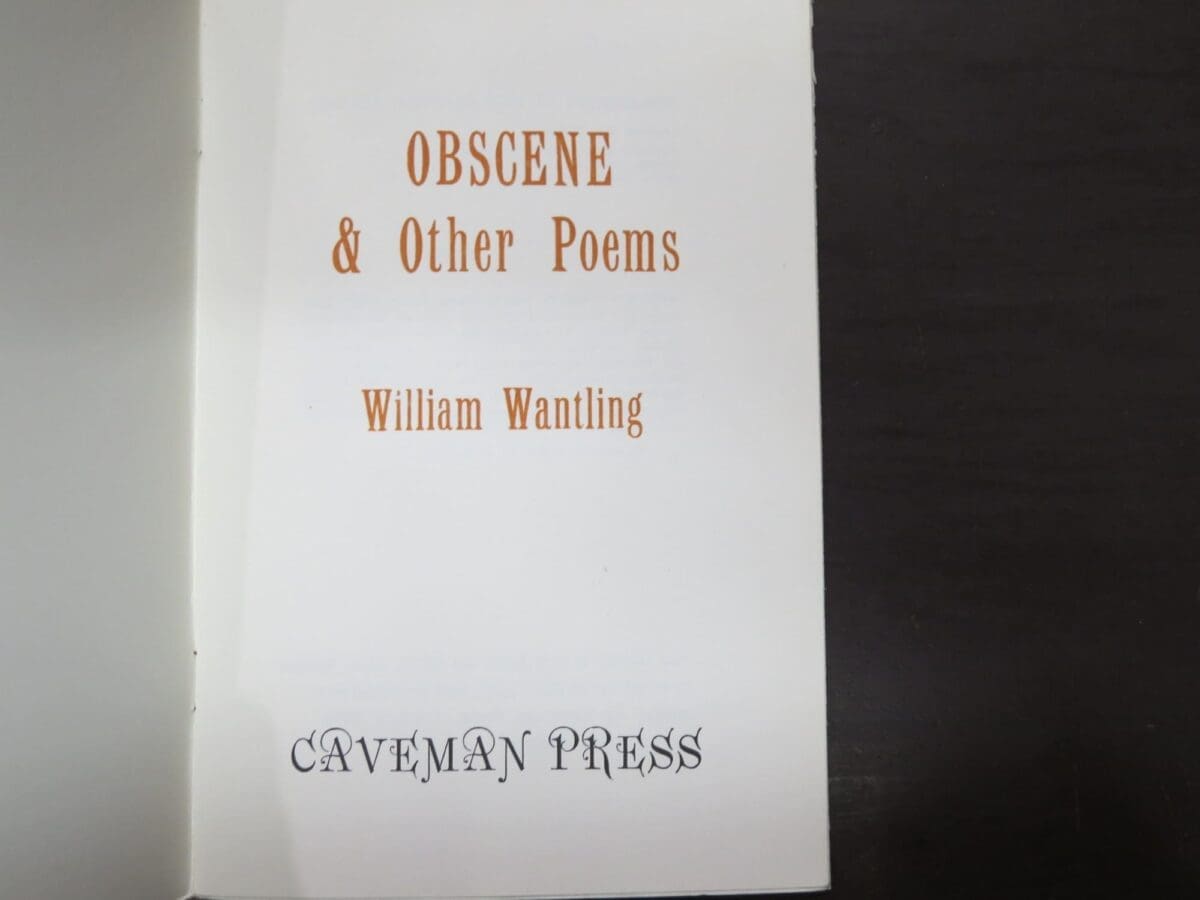 OBSCENE
& Other Poems
William Wantling
CAVEMAN PRESS